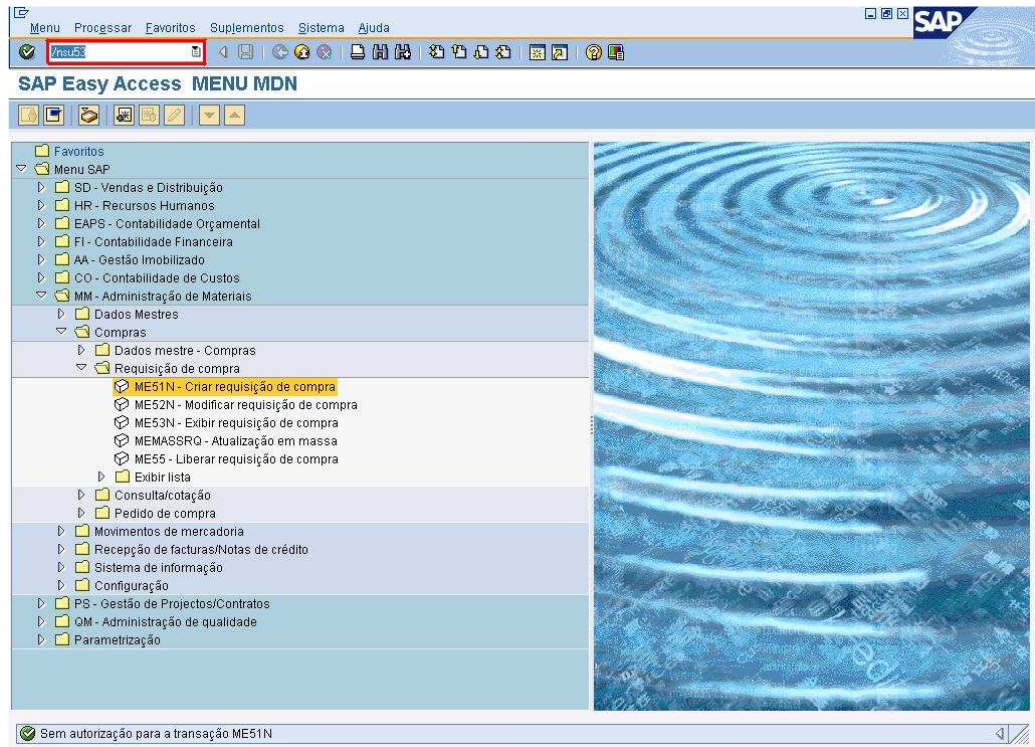 Menu Processar Favoritos Suplementos Sistema Ajuda
SAP
/nsu53
SAP Easy Access MENU MDN
Favoritos
Menu SAP
SD - Vendas e Distribuição
HR - Recursos Humanos
EAPS - Contabilidade Orçamental
FI - Contabilidade Financeira
AA - Gestão Imobilizado
CO - Contabilidade de Custos
MM - Administração de Materiais
Dados Mestres
Compras
Dados mestre - Compras
Requisição de compra
ME51N - Criar requisição de compra
ME52N - Modificar requisição de compra
ME53N - Exibir requisição de compra
MEMASSRQ - Atualização em massa
ME55 - Liberar requisição de compra
Exibir lista
Consulta/cotação
Pedido de compra
Movimentos de mercadoria
Recepção de facturas/Notas de crédito
Sistema de informação
Configuração
PS - Gestão de Projectos/Contratos
QM - Administração de qualidade
Parametrização
Sem autorização para a transação ME51N